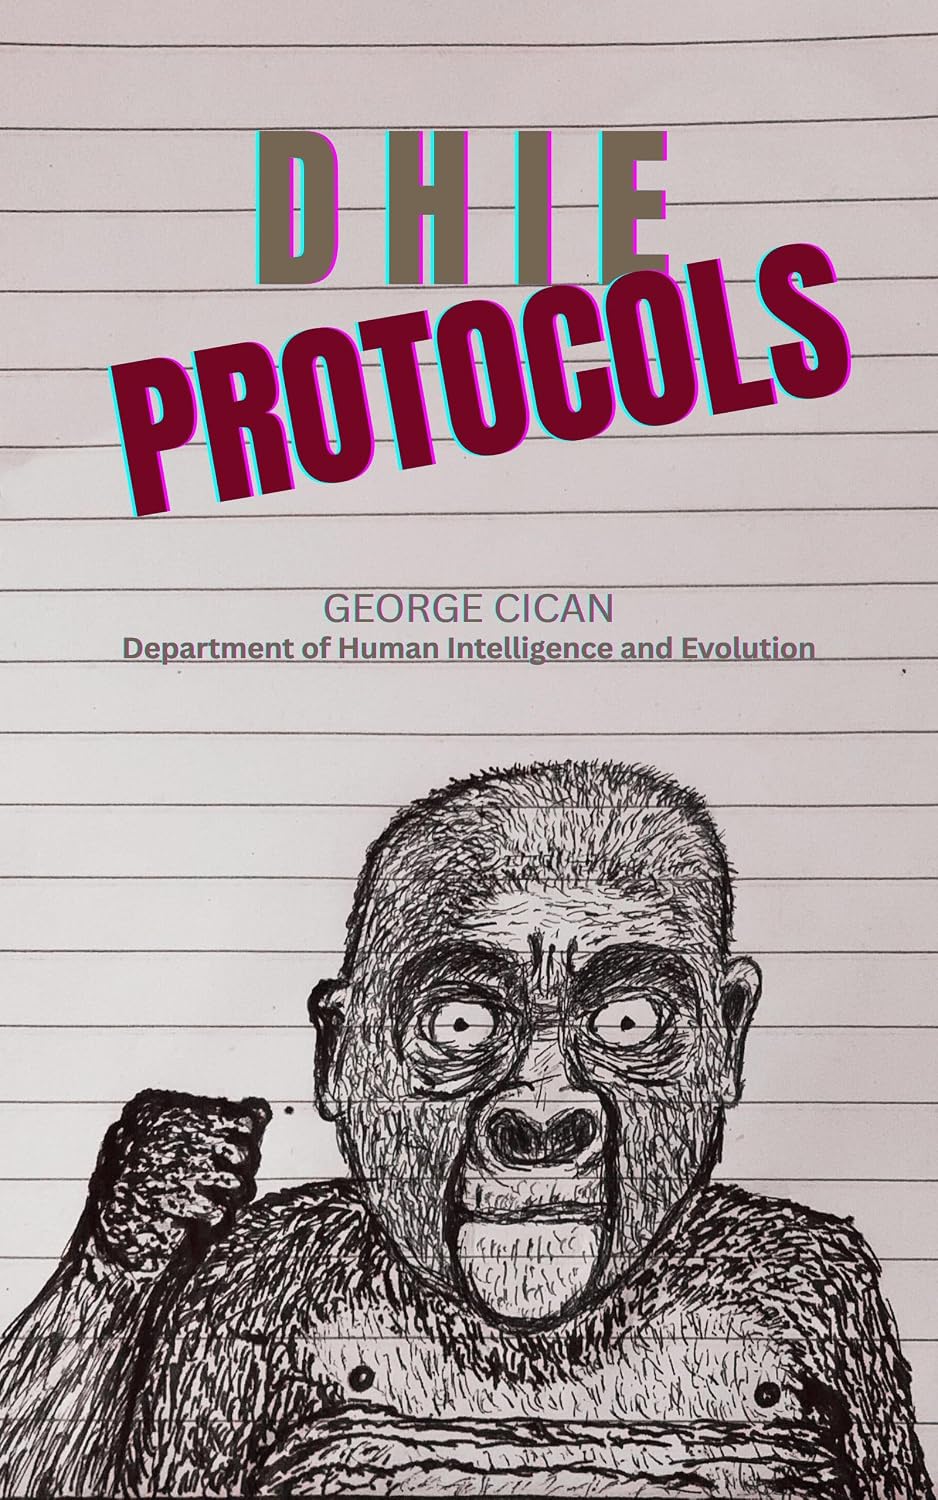 DHIE
PROTOCOLS
GEORGE CICAN
Department of Human Intelligence and Evolution